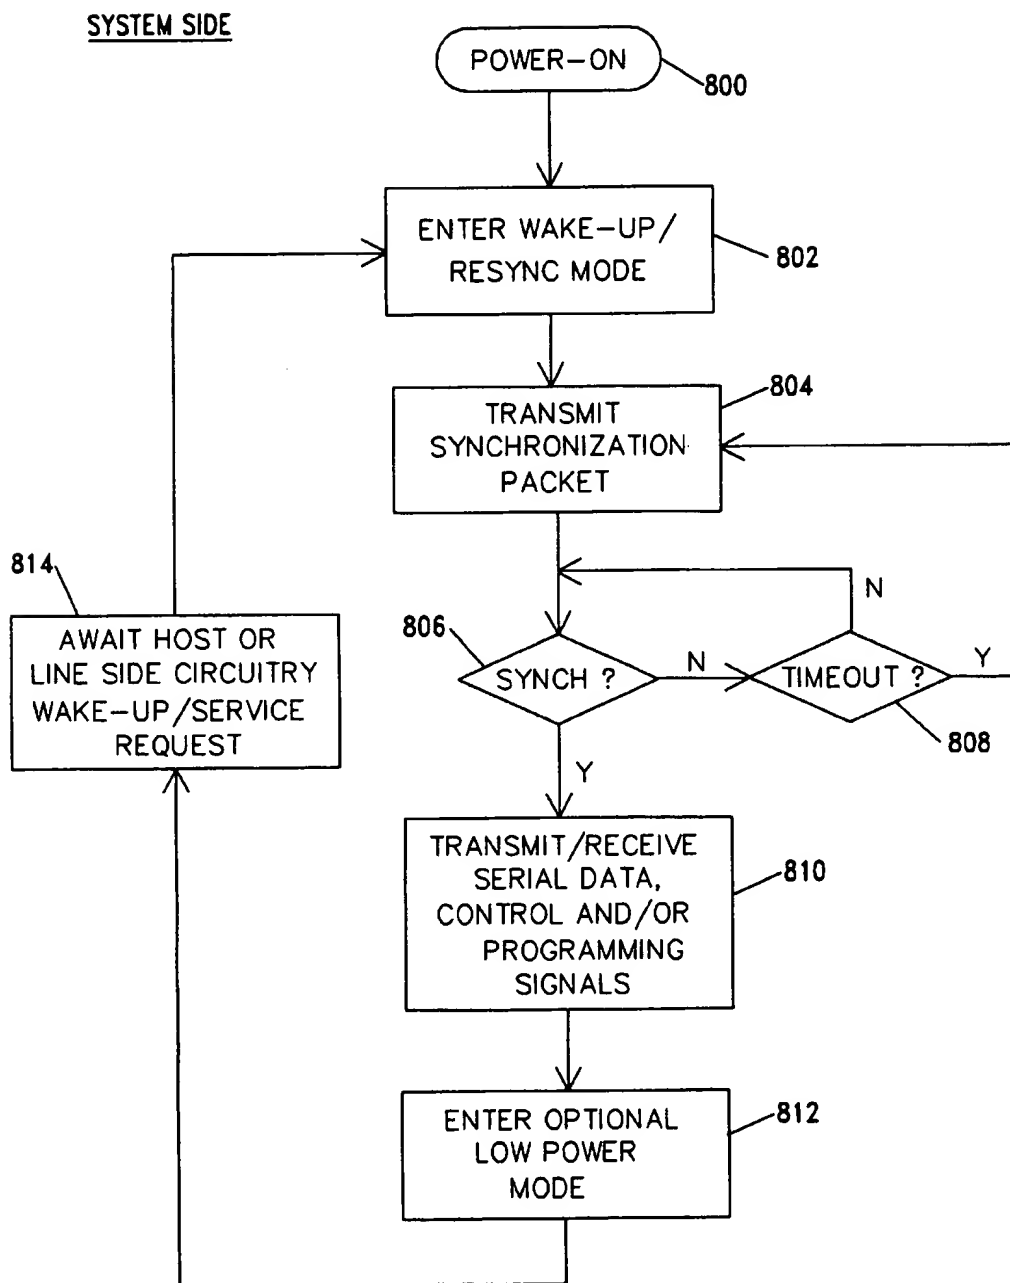 SYSTEM SIDE
POWER-ON
800
ENTER WAKE-UP/
RESYNC MODE
802
804
TRANSMIT
SYNCHRONIZATION
PACKET
814
AWAIT HOST OR
LINE SIDE CIRCUITRY
WAKE-UP/SERVICE
REQUEST
806
SYNCH ?
N
TIMEOUT ?
N
Y
808
Y
TRANSMIT/RECEIVE
SERIAL DATA,
CONTROL AND/OR
PROGRAMMING
SIGNALS
810
ENTER OPTIONAL
LOW POWER
MODE
812